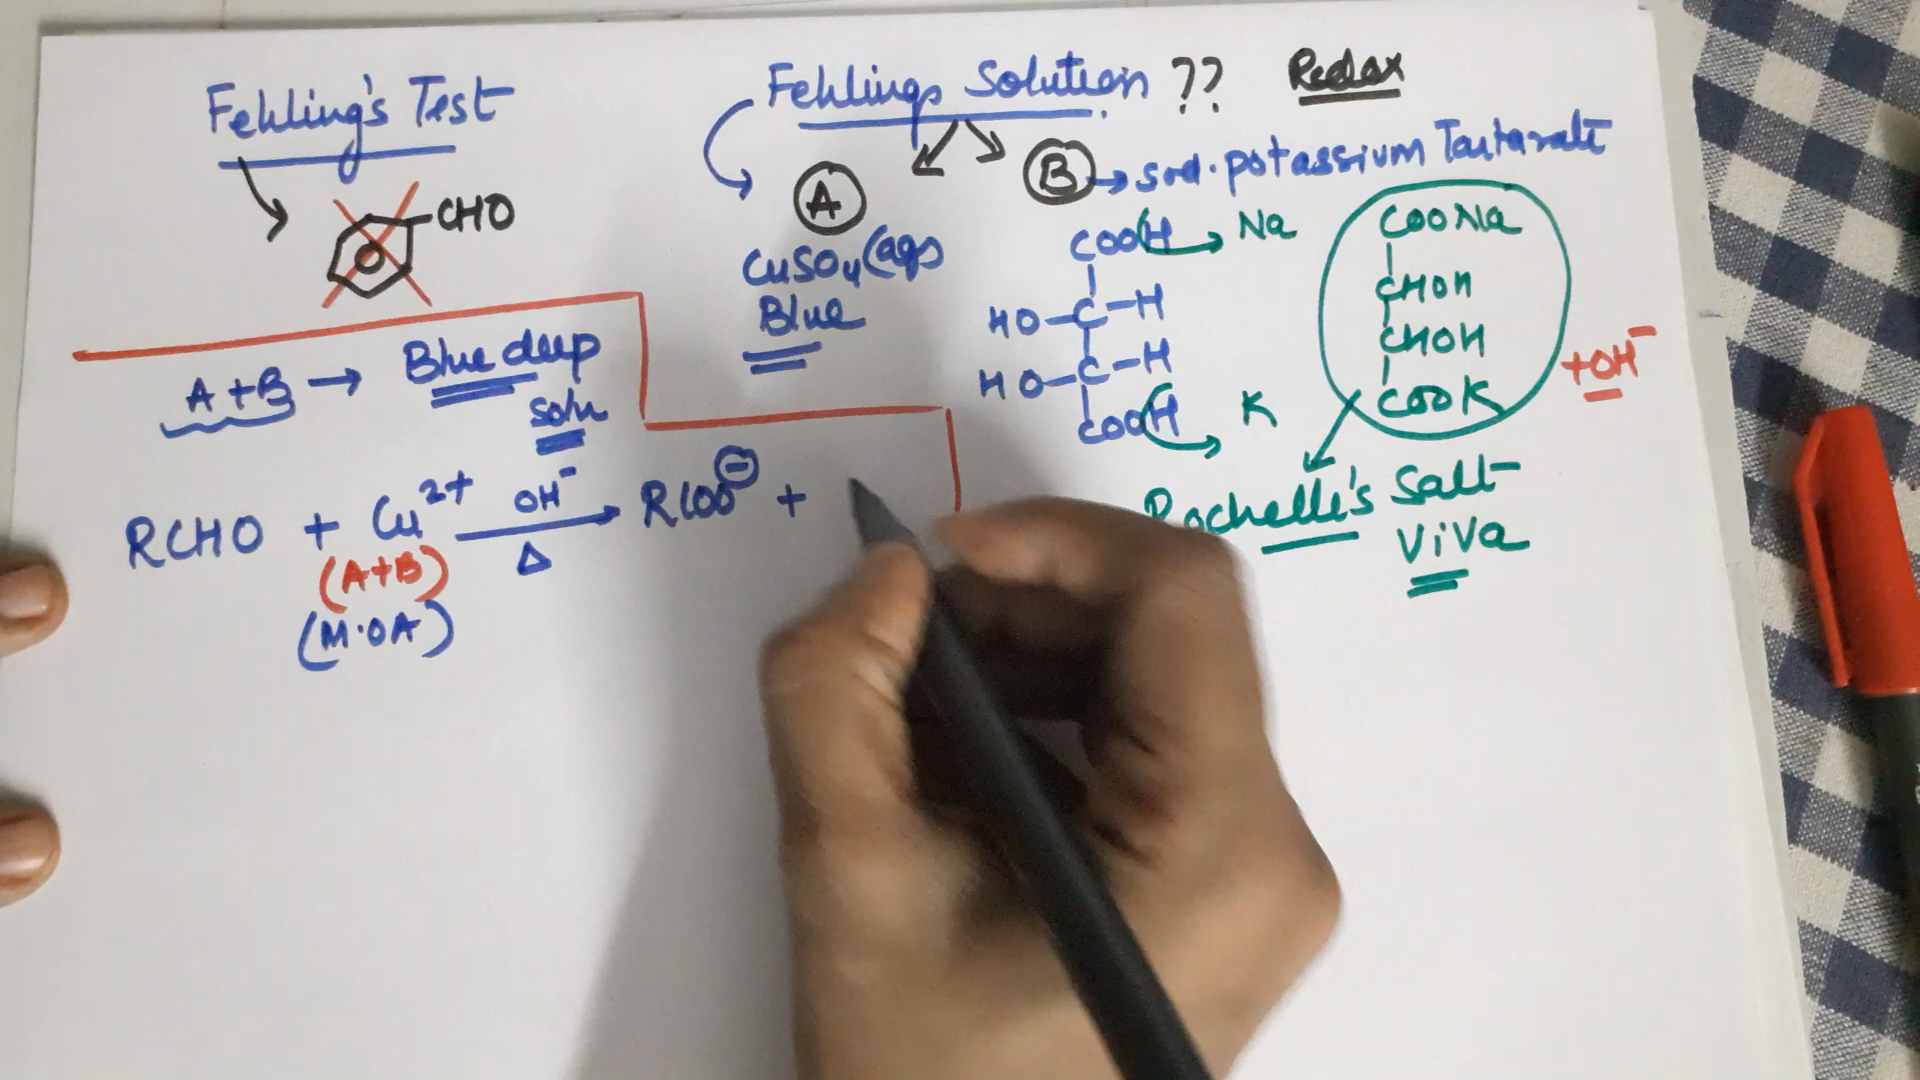 Fehling's Test
CHO
Fehlings Solution ?? Redox
A
CuSO4(aq)
Blue
B → sod.potassium Tartarate
COOH → Na
HO-C-H
HO-C-H
COOH → K
COONa
CHOH
CHOH
COOK
+OH-
Rochelle's Salt
Viva
A+B → Blue deep
soln
RCHO + Cu2+ OH- Δ → RCOO⊖ +
(A+B)
(M.OA)